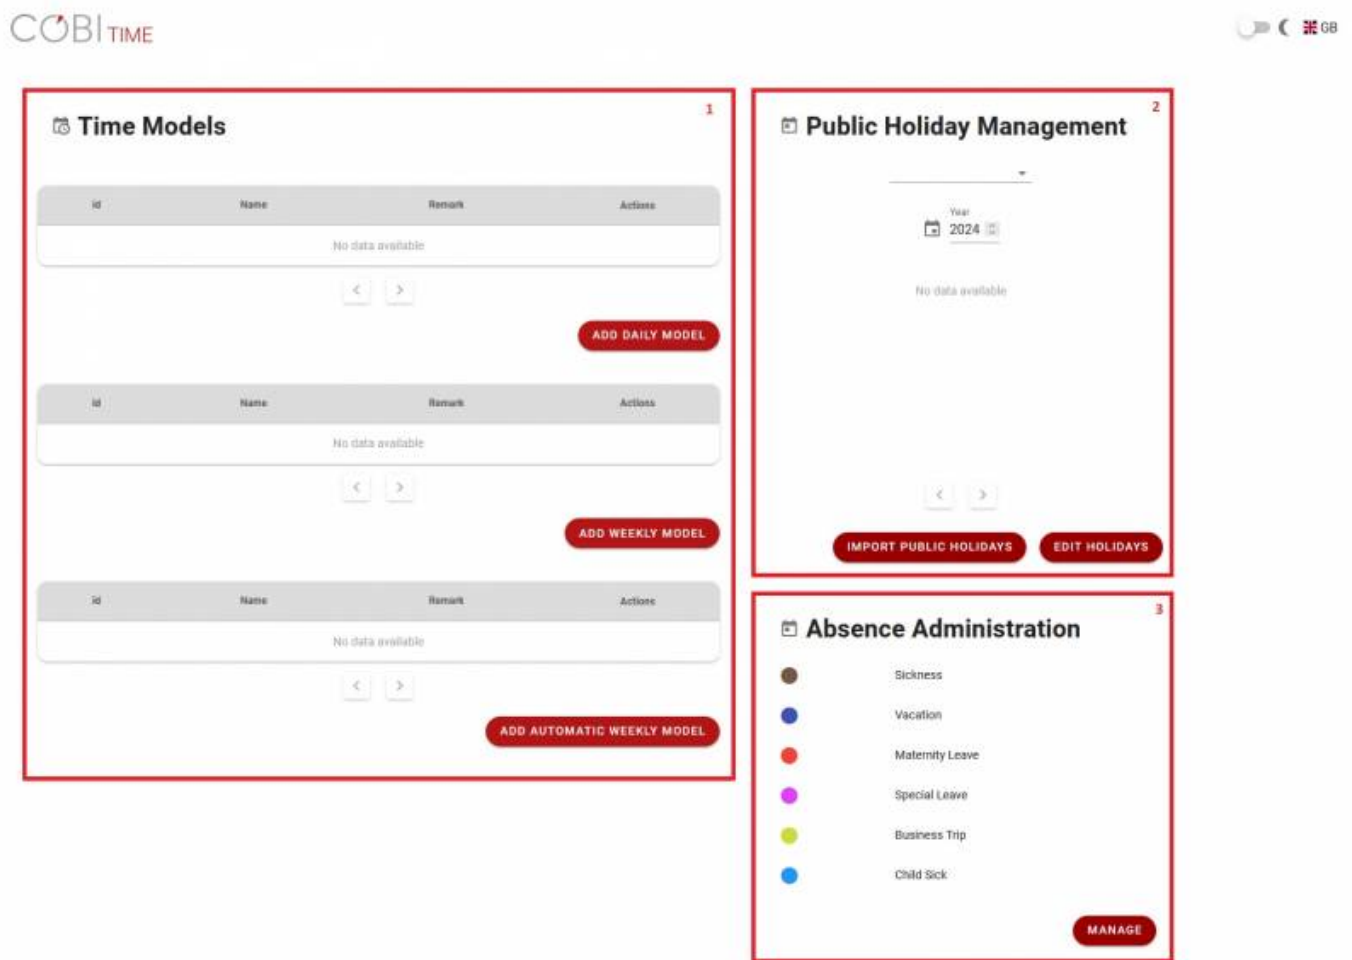 COBI TIME
GB
1
Time Models
id Name Remark Actions
No data available
ADD DAILY MODEL
id Name Remark Actions
No data available
ADD WEEKLY MODEL
id Name Remark Actions
No data available
ADD AUTOMATIC WEEKLY MODEL
2
Public Holiday Management
Year
2024
No data available
IMPORT PUBLIC HOLIDAYS EDIT HOLIDAYS
3
Absence Administration
Sickness
Vacation
Maternity Leave
Special Leave
Business Trip
Child Sick
MANAGE